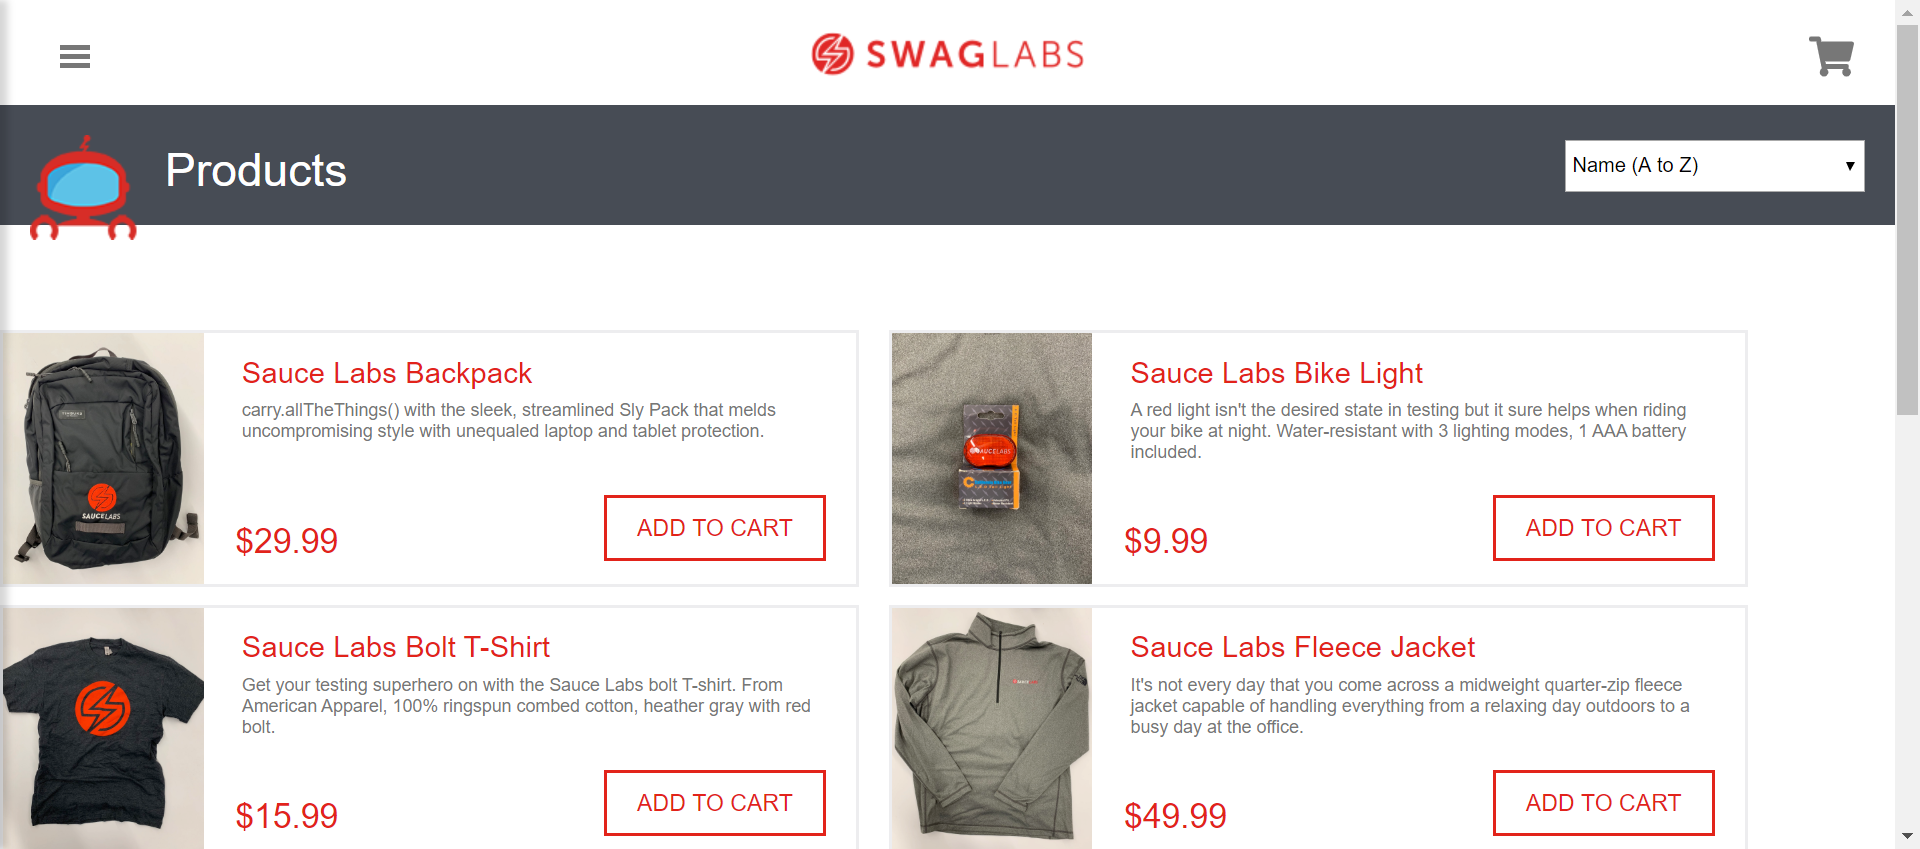 SWAGLABS
Products
Name (A to Z)
Sauce Labs Backpack
carry.allTheThings() with the sleek, streamlined Sly Pack that melds
uncompromising style with unequaled laptop and tablet protection.
$29.99
ADD TO CART
SAUCELABS
Sauce Labs Bike Light
A red light isn't the desired state in testing but it sure helps when riding
your bike at night. Water-resistant with 3 lighting modes, 1 AAA battery
included.
$9.99
ADD TO CART
SAUCELABS
Sauce Labs Bolt T-Shirt
Get your testing superhero on with the Sauce Labs bolt T-shirt. From
American Apparel, 100% ringspun combed cotton, heather gray with red
bolt.
$15.99
ADD TO CART
Sauce Labs Fleece Jacket
It's not every day that you come across a midweight quarter-zip fleece
jacket capable of handling everything from a relaxing day outdoors to a
busy day at the office.
$49.99
ADD TO CART